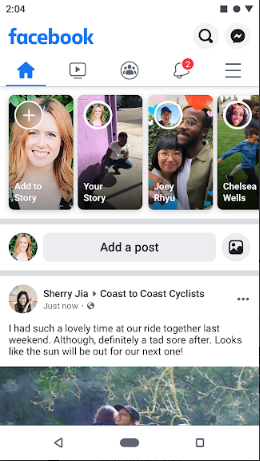 2:04
facebook
2
Add to
Story
Your
Story
Joey
Rhyu
Chelsea
Wells
Add a post
Sherry Jia ▸ Coast to Coast Cyclists
Just now ·
I had such a lovely time at our ride together last
weekend. Although, definitely a tad sore after. Looks
like the sun will be out for our next one!